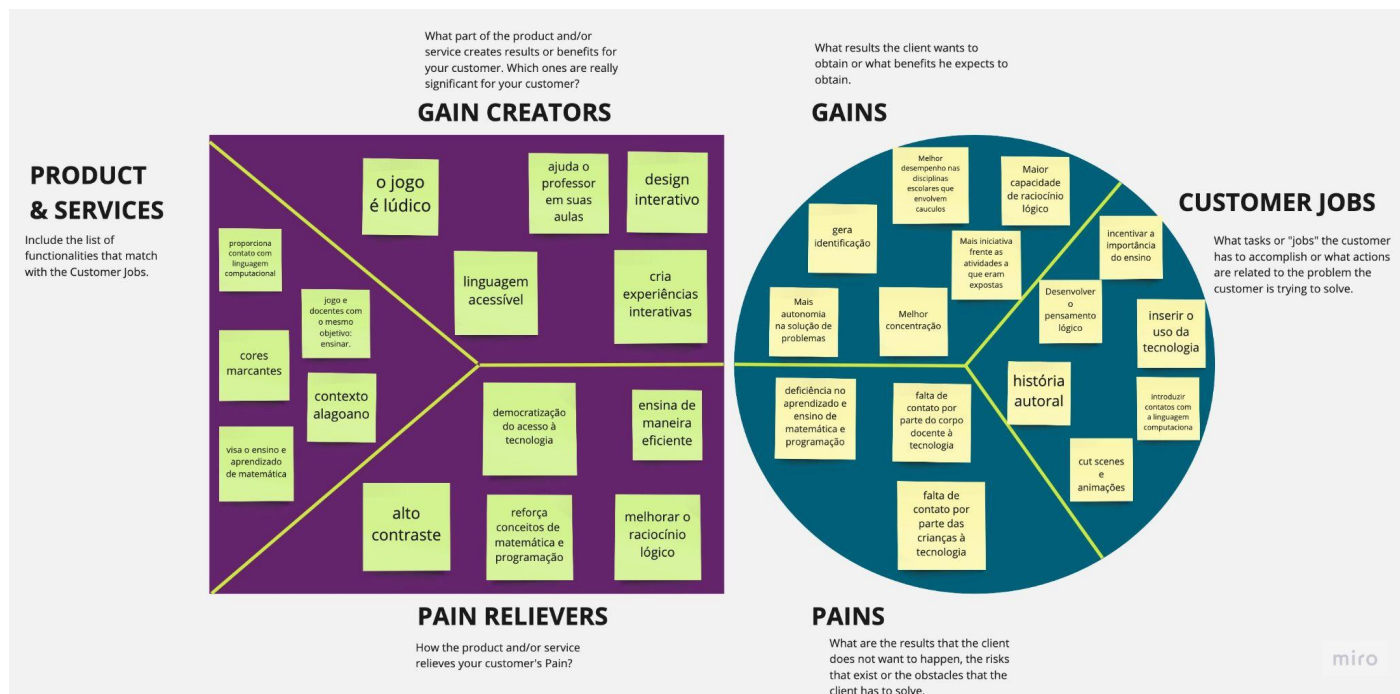 What part of the product and/or
service creates results or benefits for
your customer. Which ones are really
significant for your customer?
GAIN CREATORS
What results the client wants to
obtain or what benefits he expects to
obtain.
GAINS
PRODUCT
& SERVICES
Include the list of
functionalities that match
with the Customer Jobs.
CUSTOMER JOBS
What tasks or "jobs" the customer
has to accomplish or what actions
are related to the problem the
customer is trying to solve.
o jogo
é lúdico
ajuda o
professor
em suas
aulas
design
interativo
linguagem
acessível
cria
experiências
interativas
proporciona
contato com
linguagem
computacional
jogo e
docentes com
o mesmo
objetivo:
ensinar.
cores
marcantes
contexto
alagoano
visa o ensino e
aprendizado
de matemática
democratização
do acesso à
tecnologia
ensina de
maneira
eficiente
alto
contraste
reforça
conceitos de
matemática e
programação
melhorar o
raciocínio
lógico
Melhor
desempenho nas
disciplinas
escolares que
envolvem
cauculos
Maior
capacidade
de raciocínio
lógico
gera
identificação
Mais iniciativa
frente as
atividades a
que eram
expostas
Mais
autonomia
na solução de
problemas
Melhor
concentração
incentivar a
importância
do ensino
Desenvolver
o
pensamento
lógico
inserir o
uso da
tecnologia
história
autoral
introduzir
contatos com
a linguagem
computaciona
cut scenes
e
animações
deficiência no
aprendizado e
ensino de
matemática e
programação
falta de
contato por
parte do corpo
docente à
tecnologia
falta de
contato por
parte das
crianças à
tecnologia
PAIN RELIEVERS
How the product and/or service
relieves your customer's Pain?
PAINS
What are the results that the client
does not want to happen, the risks
that exist or the obstacles that the
client has to solve.
miro